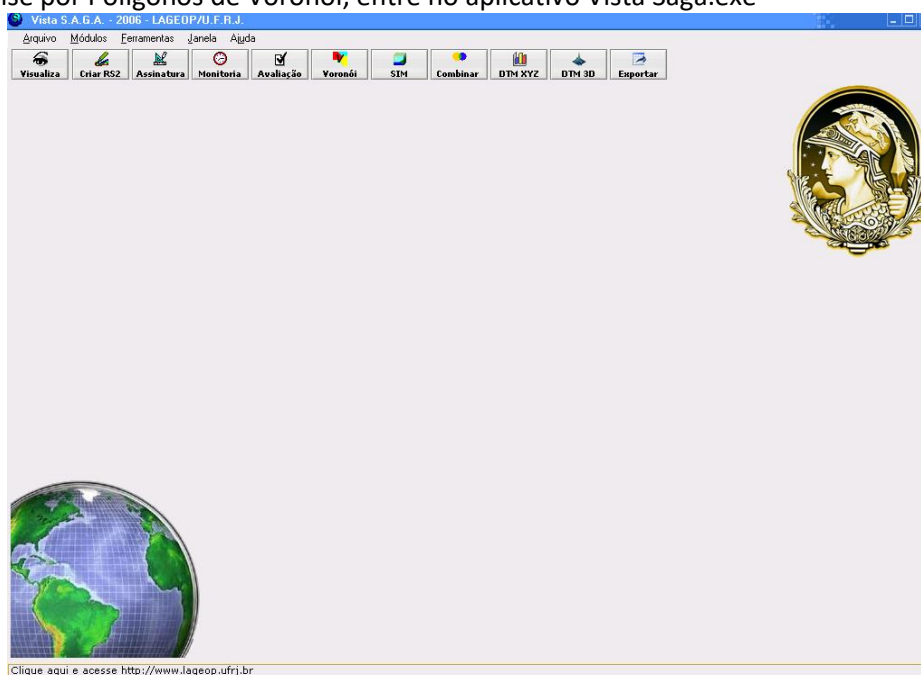 ise por Polígonos de Voronói, entre no aplicativo Vista Saga.exe
Vista S.A.G.A. - 2006 - LAGEOP/U.F.R.J.
Arquivo Módulos Ferramentas Janela Ajuda
Visualiza Criar RS2 Assinatura Monitoria Avaliação Voronói SIM Combinar DTM XYZ DTM 3D Exportar
Clique aqui e acesse http://www.lageop.ufrj.br